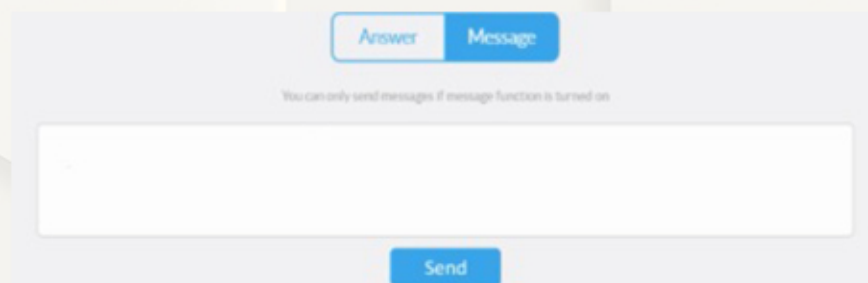 Answer Message
You can only send messages if message function is turned on
Send